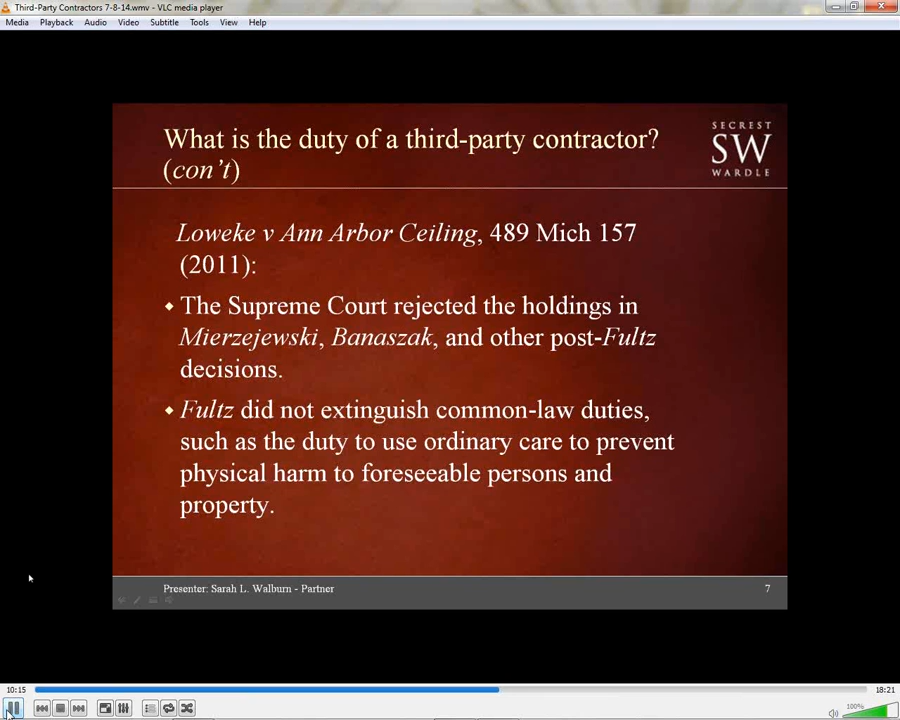 Third-Party Contractors 7-8-14.wmv - VLC media player
Media Playback Audio Video Subtitle Tools View Help
What is the duty of a third-party contractor?
(con’t)
SECREST
SW
WARDLE
Loweke v Ann Arbor Ceiling, 489 Mich 157
(2011):
The Supreme Court rejected the holdings in
Mierzejewski, Banaszak, and other post-Fultz
decisions.
Fultz did not extinguish common-law duties,
such as the duty to use ordinary care to prevent
physical harm to foreseeable persons and
property.
Presenter: Sarah L. Walburn - Partner 7
10:15 18:21
100%